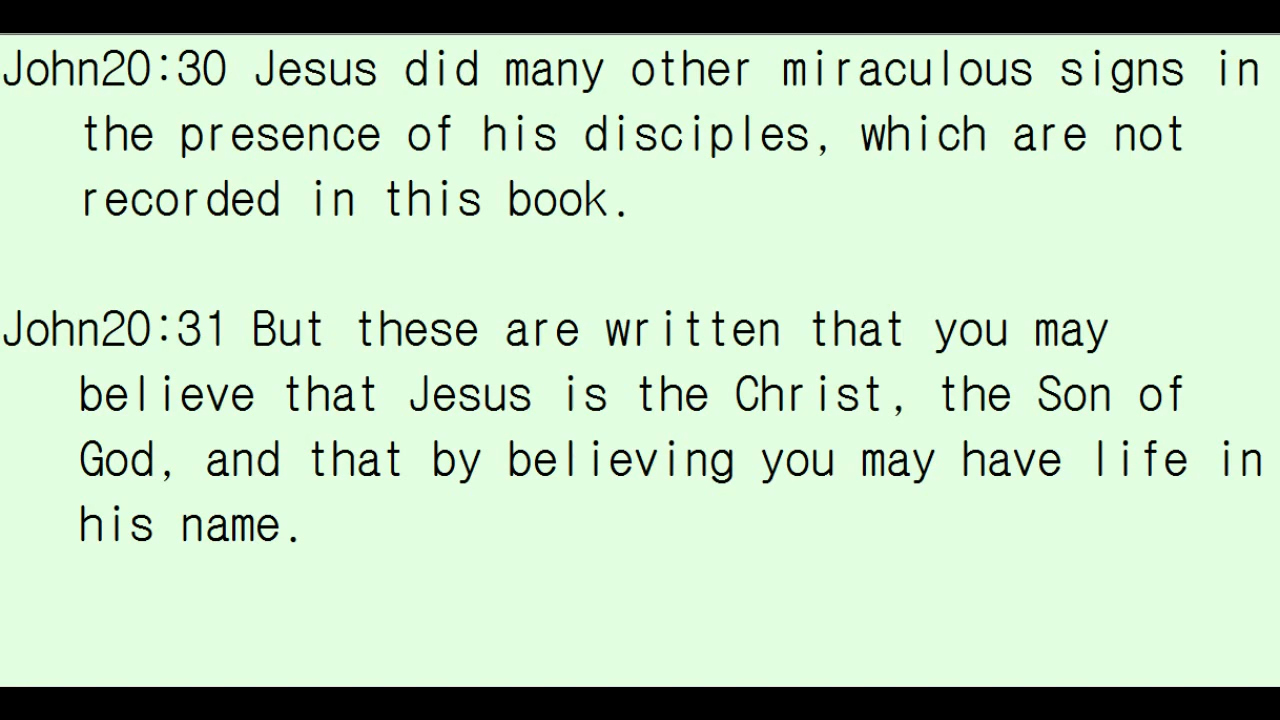 John20:30 Jesus did many other miraculous signs in
the presence of his disciples, which are not
recorded in this book.
John20:31 But these are written that you may
believe that Jesus is the Christ, the Son of
God, and that by believing you may have life in
his name.